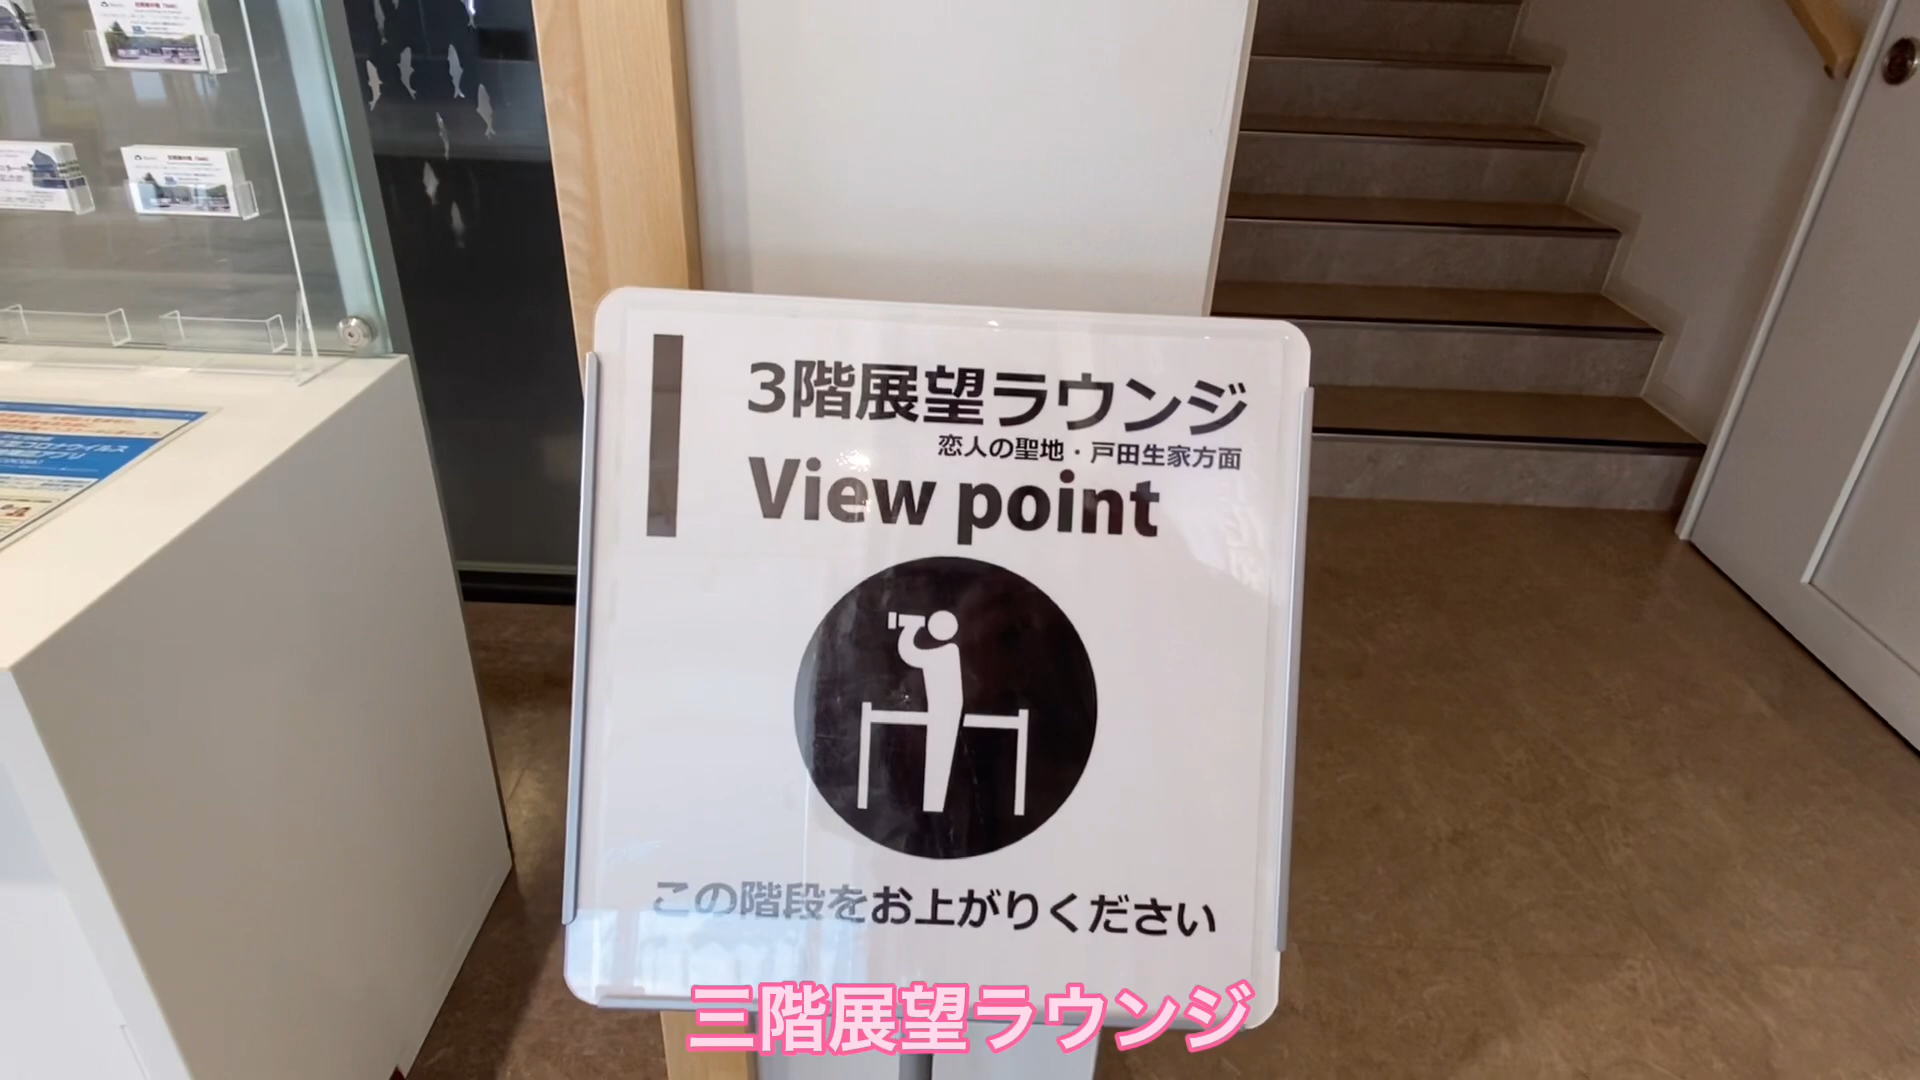 3階展望ラウンジ
恋人の聖地・戸田生家方面
View point
この階段をお上がりください
三階展望ラウンジ